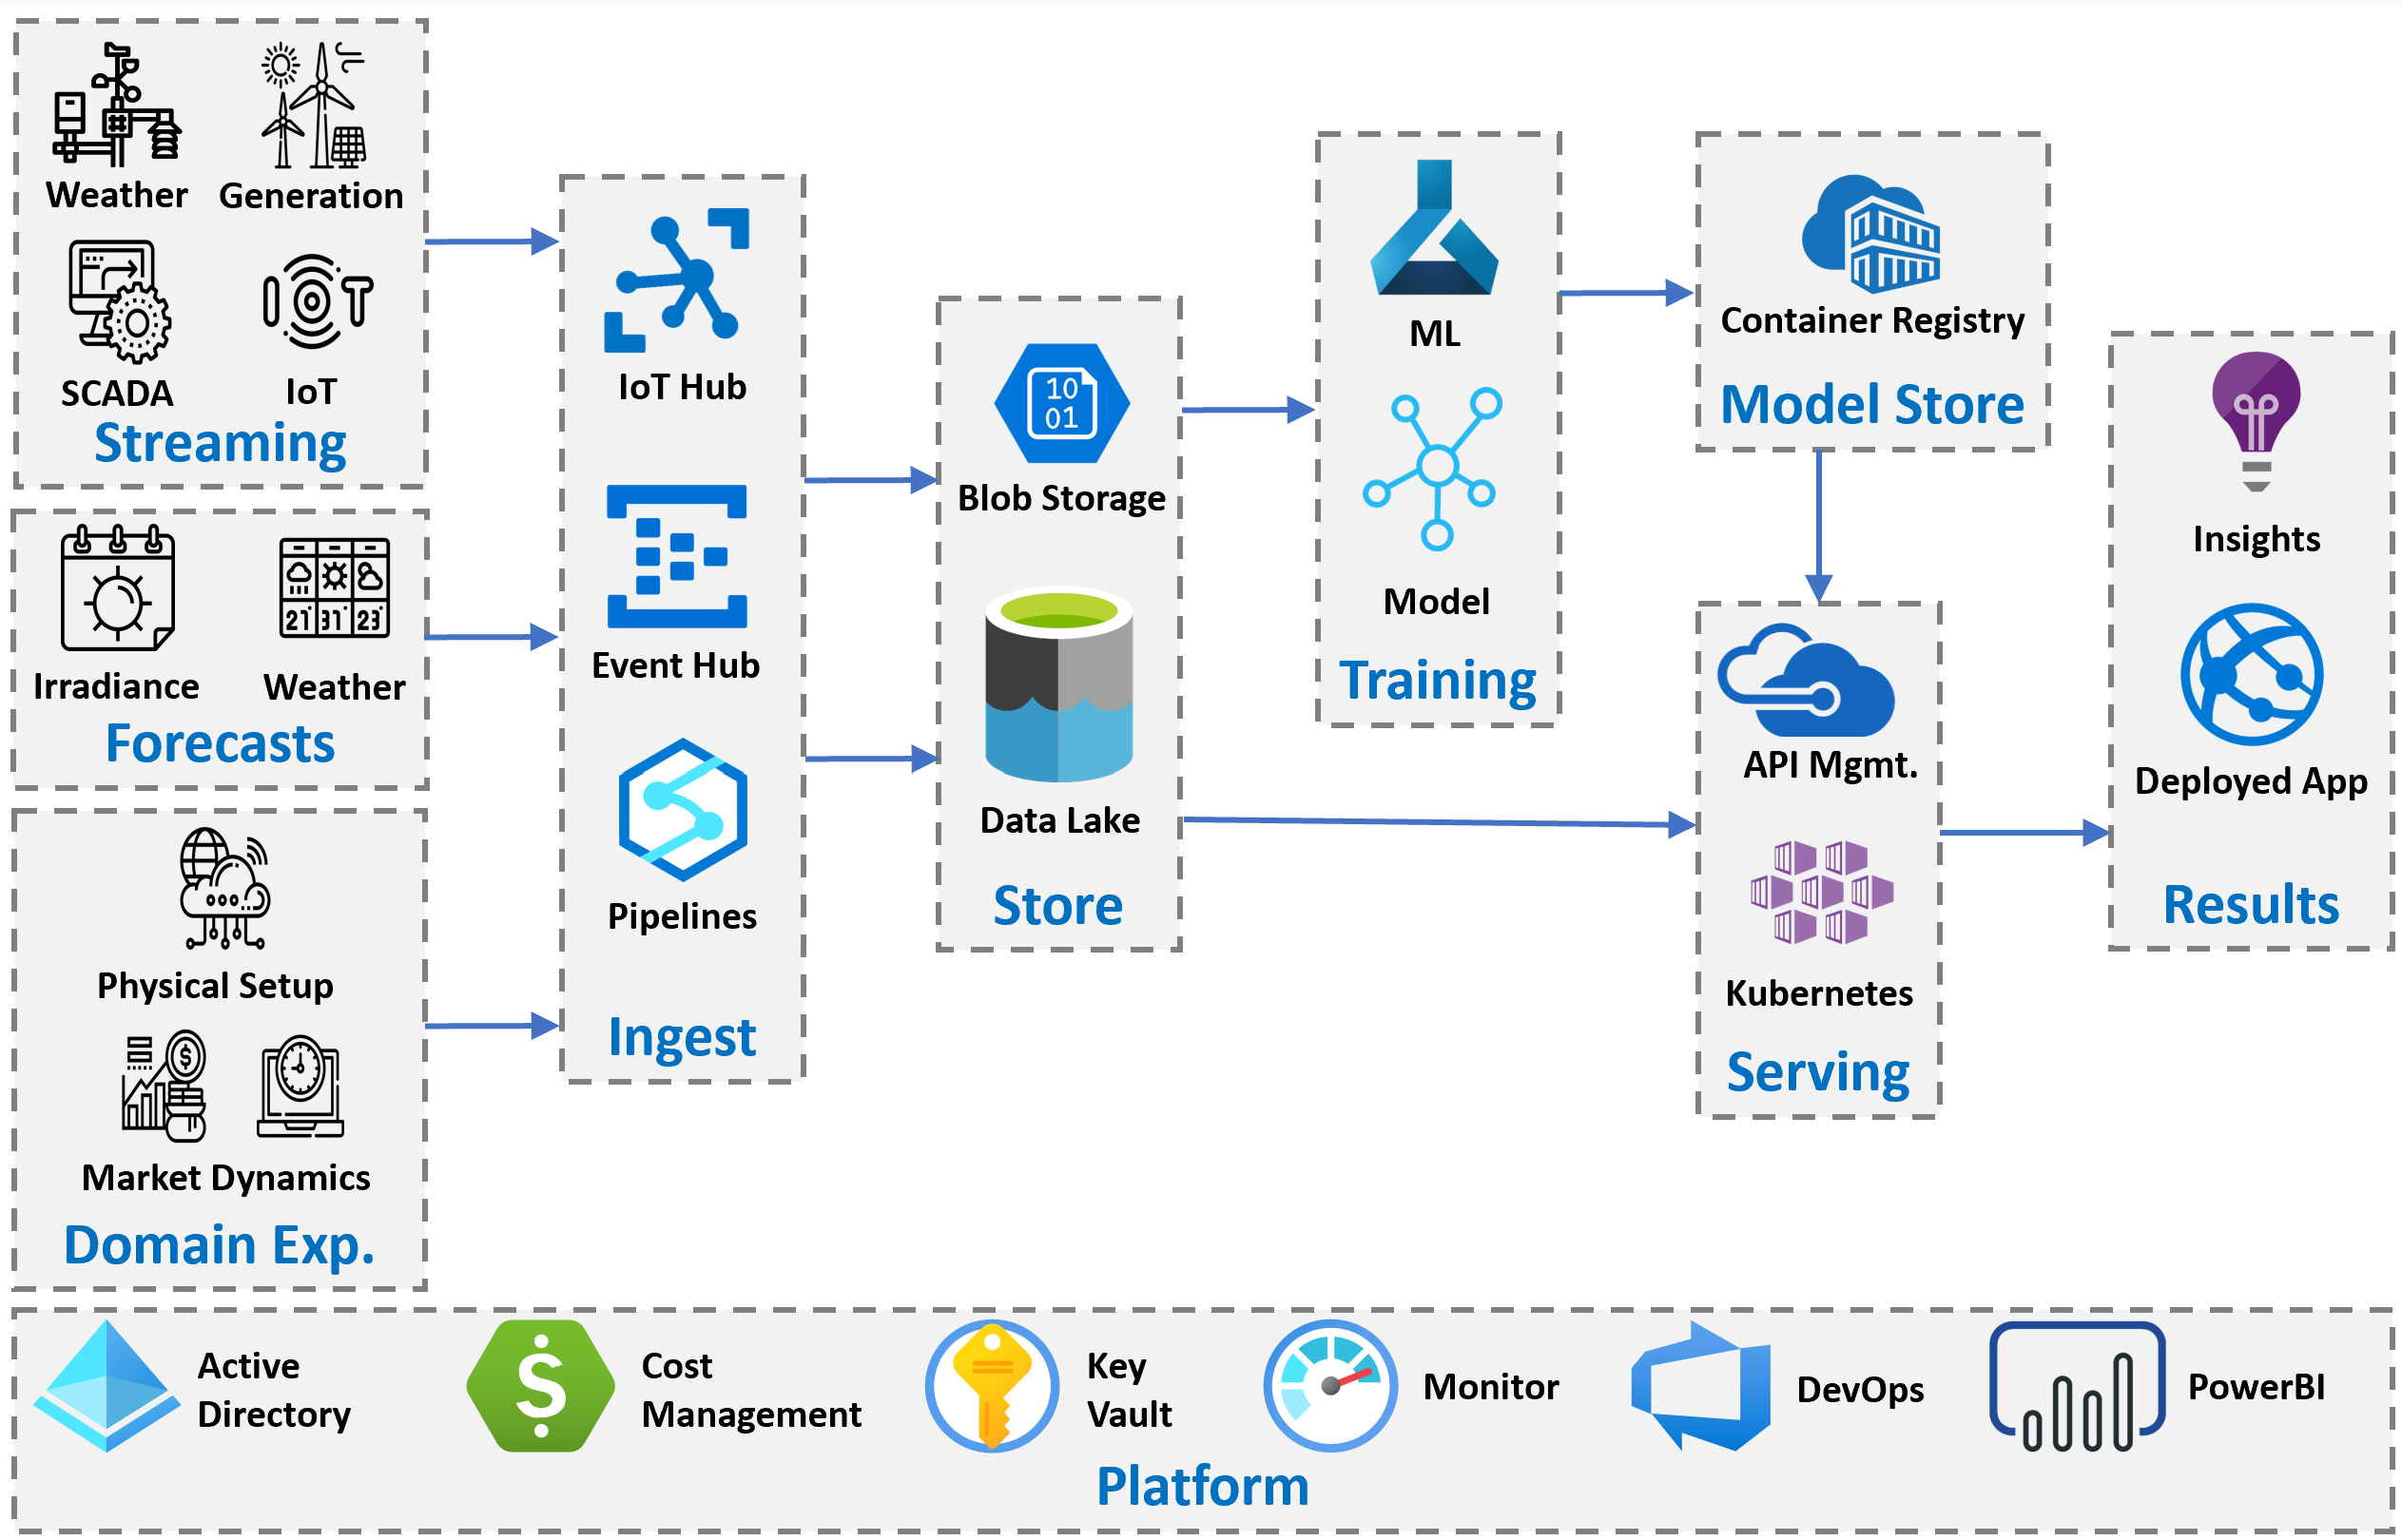 Weather
Generation
SCADA
IoT
IoT
Streaming
21 31 23
Irradiance
Weather
Forecasts
Physical Setup
$
Market Dynamics
Domain Exp.
IoT Hub
Event Hub
Pipelines
Ingest
10
01
Blob Storage
Data Lake
Store
ML
Model
Training
Container Registry
Model Store
API Mgmt.
Kubernetes
Serving
Insights
Deployed App
Results
Active
Directory
$
Cost
Management
Key
Vault
Monitor
DevOps
PowerBI
Platform